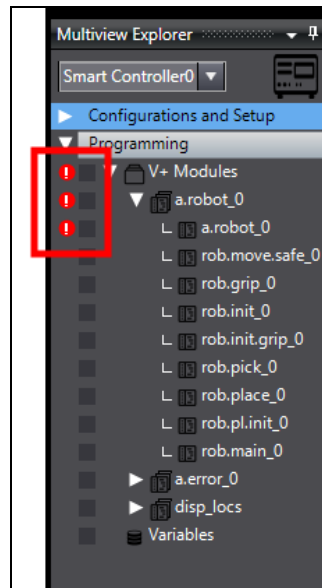 Multiview Explorer
Smart Controller0
Configurations and Setup
Programming
V+ Modules
a.robot_0
a.robot_0
rob.move.safe_0
rob.grip_0
rob.init_0
rob.init.grip_0
rob.pick_0
rob.place_0
rob.pl.init_0
rob.main_0
a.error_0
disp_locs
Variables